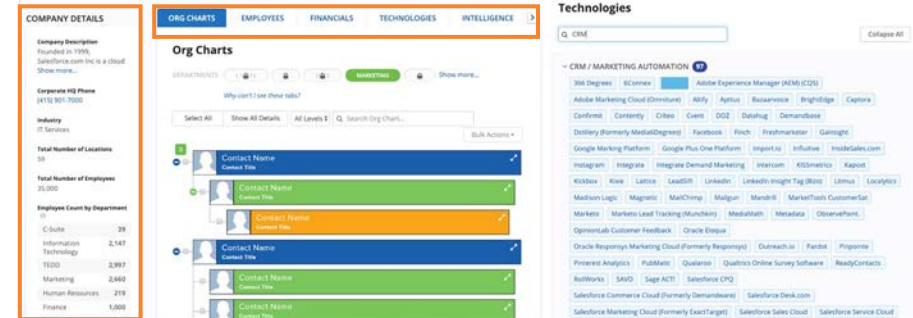 COMPANY DETAILS
Company Description
Founded in 1999,
Salesforce.com Inc is a cloud
Show more...
Corporate HQ Phone
(415) 901-7000
Industry
IT Services
Total Number of Locations
59
Total Number of Employees
35,000
Employee Count by Department
C-Suite 39
Information Technology 2,147
TEDD 2,997
Marketing 2,660
Human Resources 219
Finance 1,000
ORG CHARTS EMPLOYEES FINANCIALS TECHNOLOGIES INTELLIGENCE >
Org Charts
DEPARTMENTS MARKETING Show more...
Why can't I see these tabs?
Select All Show All Details All Levels Search Org Chart...
Bulk Actions
Contact Name
Contact Title
Contact Name
Contact Title
Contact Name
Contact Title
Contact Name
Contact Title
Contact Name
Contact Title
Contact Name
Contact Title
Technologies
CRM Collapse All
CRM / MARKETING AUTOMATION 97
366 Degrees 6Connex Adobe Experience Manager (AEM) (CQ5)
Adobe Marketing Cloud (Omniture) Allfy Apttus Bazaarvoice BrightEdge Captora
Confirmit Contently Criteo Cvent DOZ Datahug Demandbase
Distillery (Formerly Media6Degrees) Facebook Finch Freshmarketer Gainsight
Google Marking Platform Google Plus One Platform Import.io Influitive InsideSales.com
Instagram Integrate Integrate Demand Marketing Intercom KISSmetrics Kapost
Kickbox Kixie Lattice LeadSift Linkedin Linkedin Insight Tag (Bizo) Litmus Localytics
Madison Logic Magnetic MailChimp Mailgun Mandrill MarketTools CustomerSat
Marketo Marketo Lead Tracking (Munchkin) MediaMath Metadata ObservePoint.
OpinionLab Customer Feedback Oracle Eloqua
Oracle Responsys Marketing Cloud (Formerly Responsys) Outreach.io Pardot Pinpointe
Pinterest Analytics PubMatic Qualaroo Qualtrics Online Survey Software ReadyContacts
RollWorks SAVO Sage ACT! Salesforce CPQ
Salesforce Commerce Cloud (Formerly Demandware) Salesforce Desk.com
Salesforce Marketing Cloud (Formerly ExactTarget) Salesforce Sales Cloud Salesforce Service Cloud